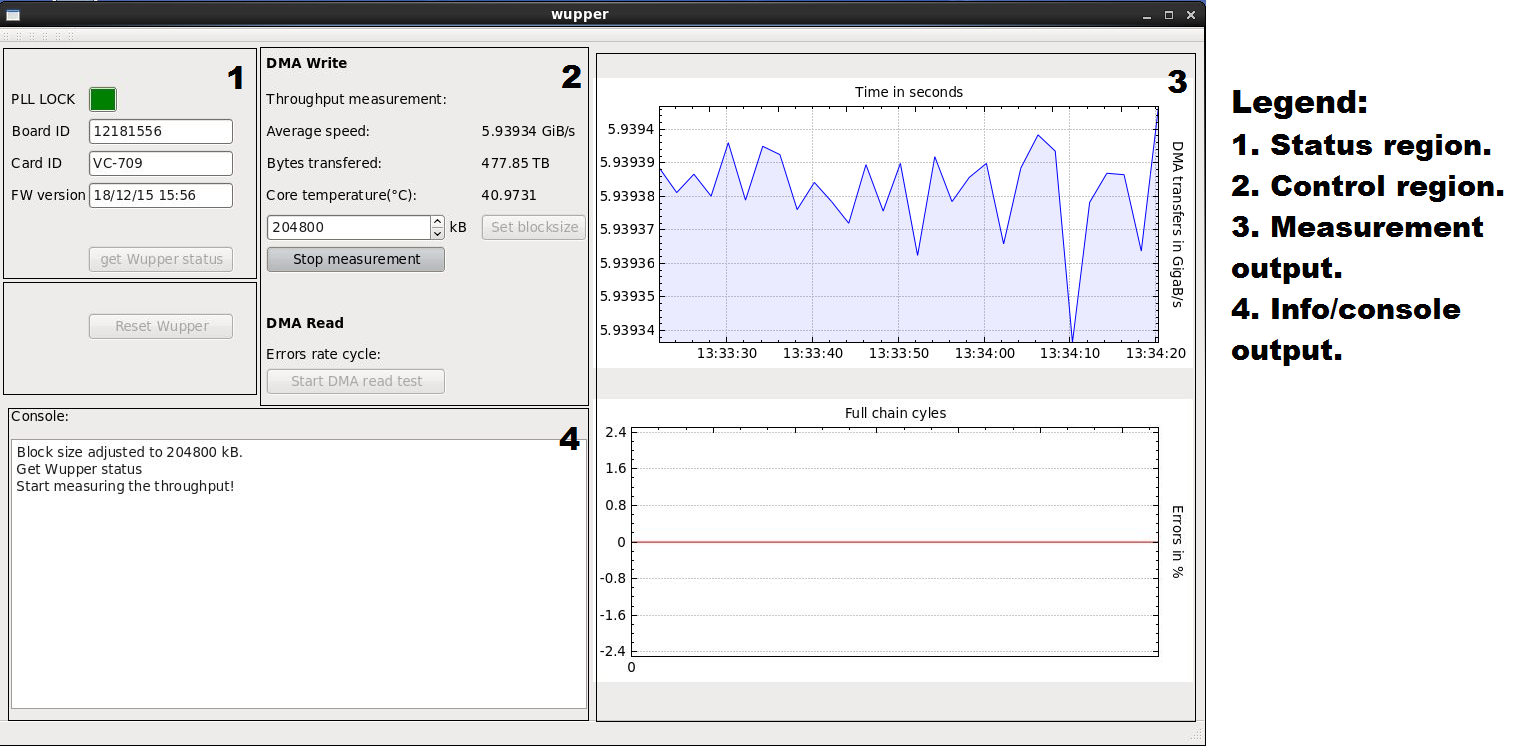 wupper
1
PLL LOCK
Board ID 12181556
Card ID VC-709
FW version 18/12/15 15:56
get Wupper status
Reset Wupper
2
DMA Write
Throughput measurement:
Average speed: 5.93934 GiB/s
Bytes transfered: 477.85 TB
Core temperature(°C): 40.9731
204800 kB Set blocksize
Stop measurement
DMA Read
Errors rate cycle:
Start DMA read test
3
Time in seconds
5.9394
5.93939
5.93938
5.93937
5.93936
5.93935
5.93934
13:33:30 13:33:40 13:33:50 13:34:00 13:34:10 13:34:20
DMA transfers in GigaB/s
Full chain cyles
2.4
1.6
0.8
0
-0.8
-1.6
-2.4
0
Errors in %
Console:
4
Block size adjusted to 204800 kB.
Get Wupper status
Start measuring the throughput!
Legend:
1. Status region.
2. Control region.
3. Measurement
output.
4. Info/console
output.